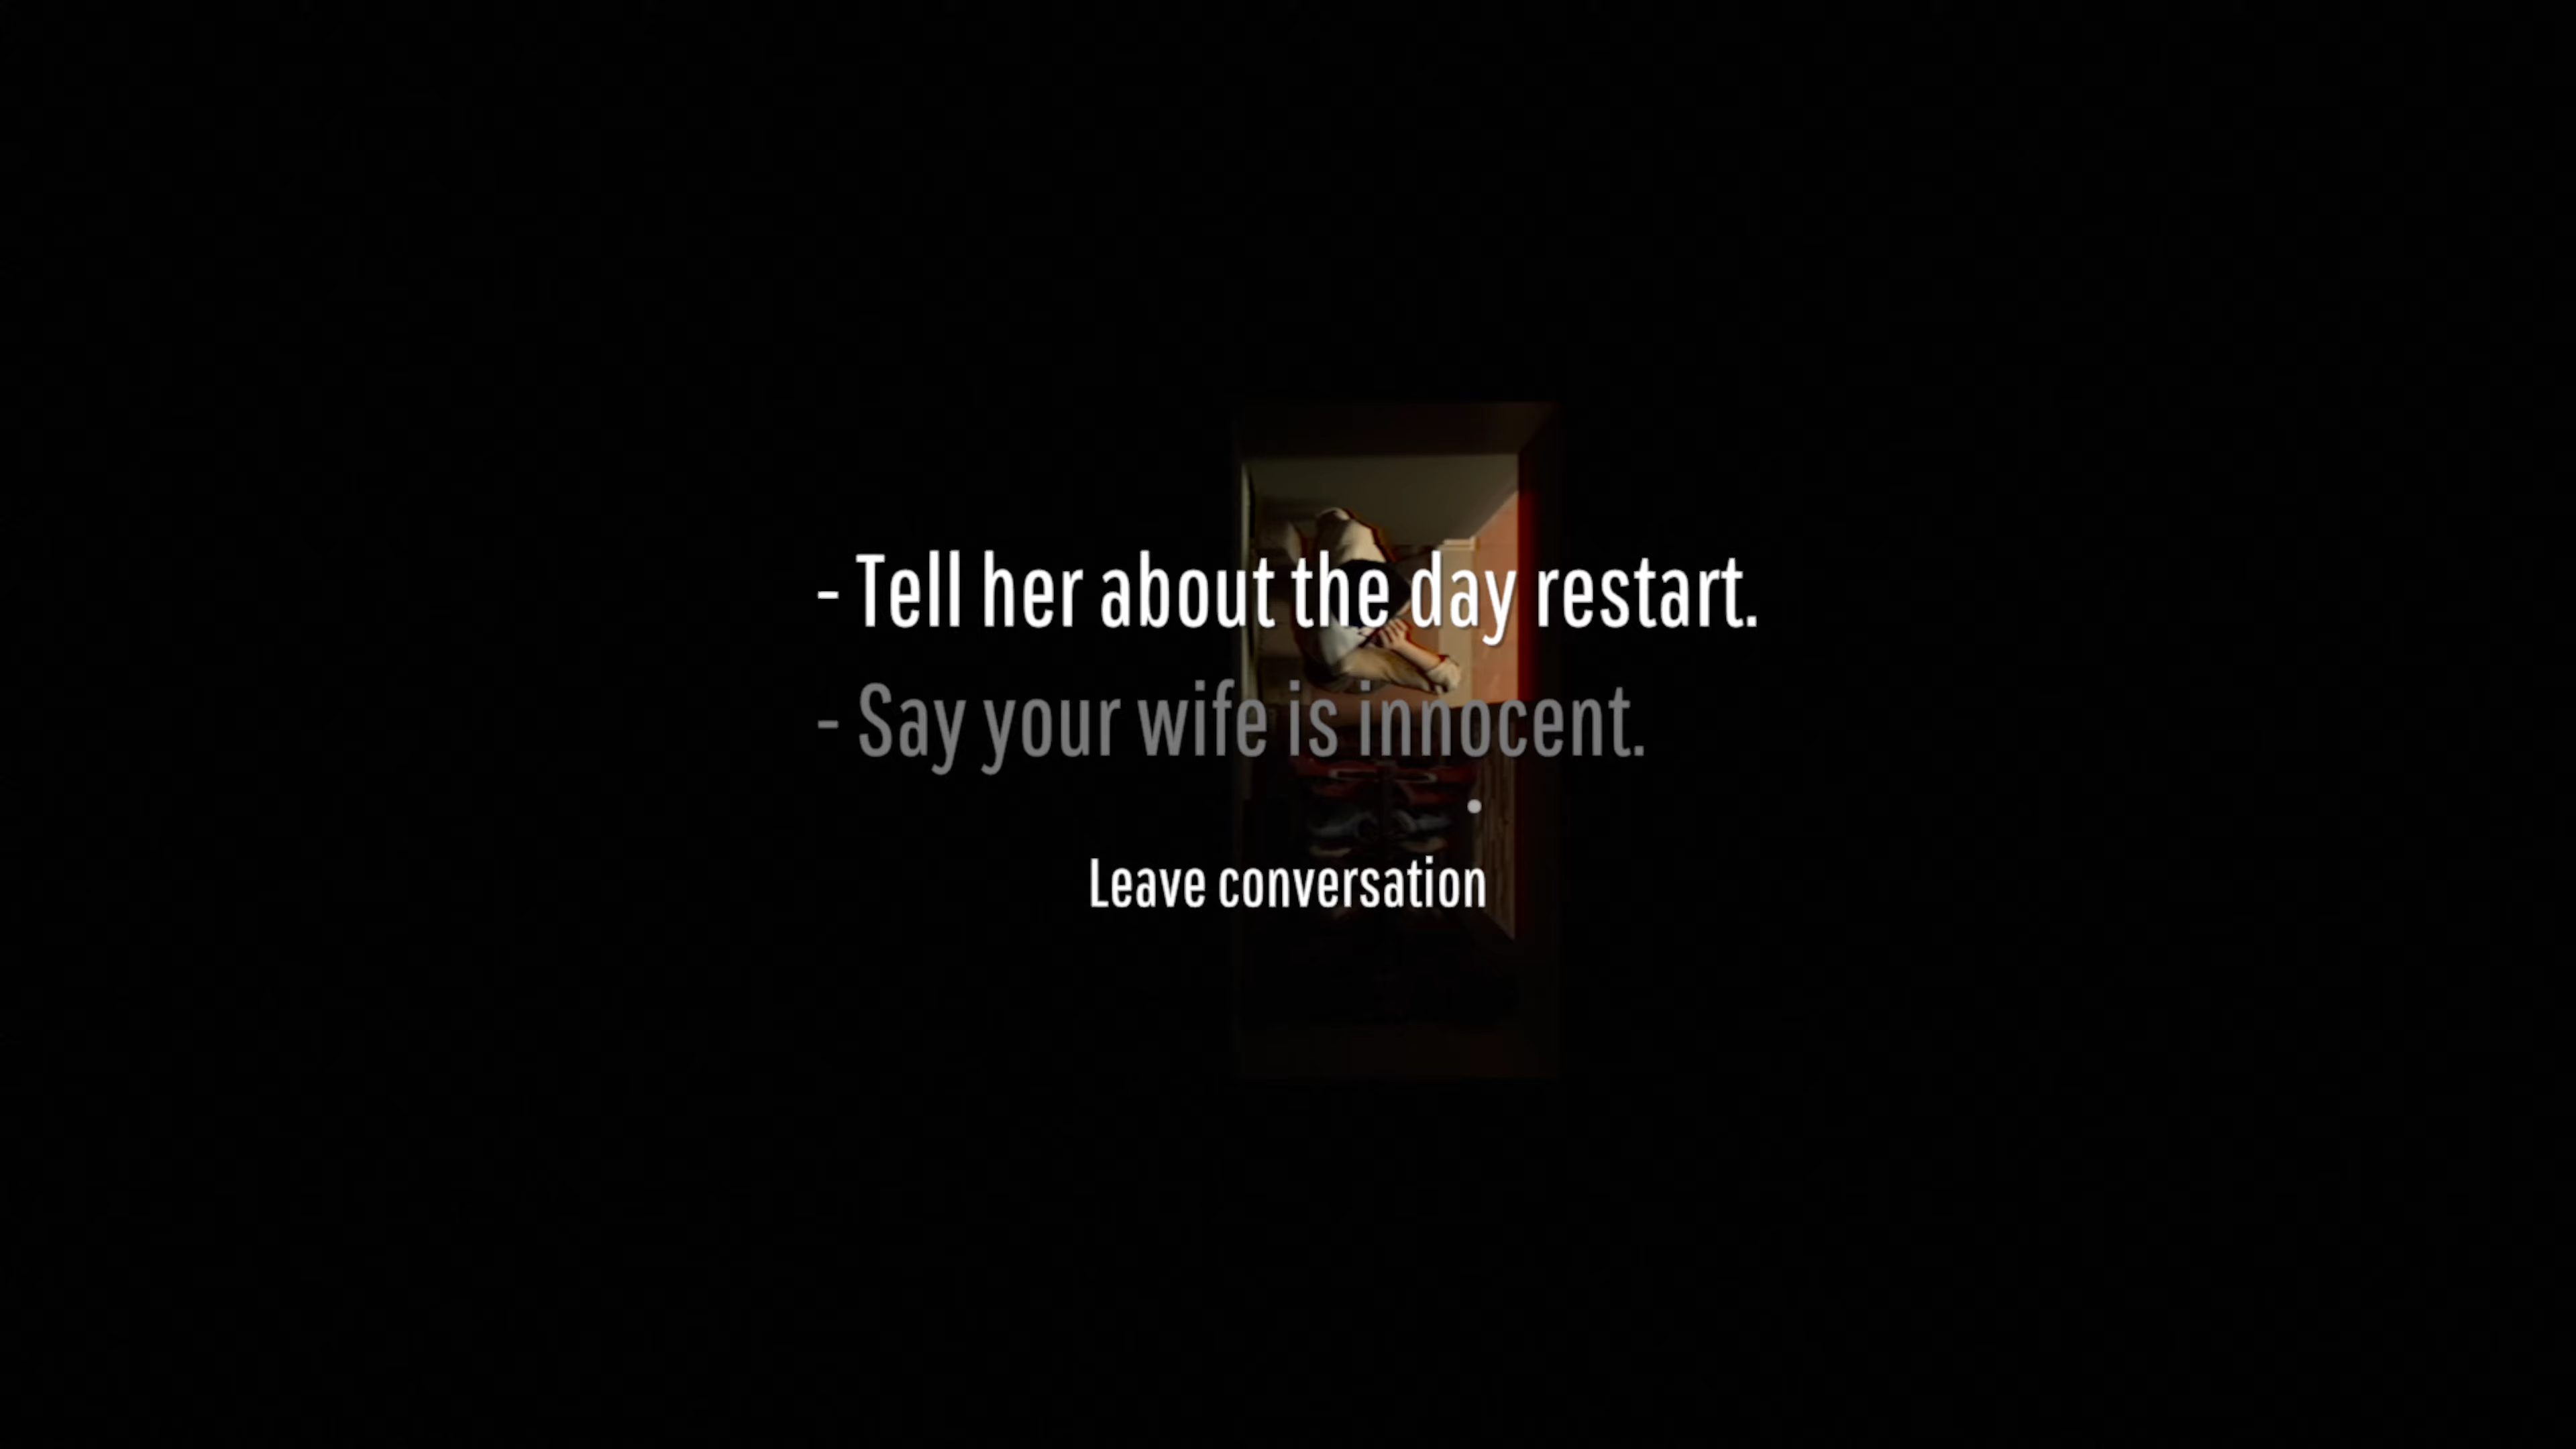 - Tell her about the day restart.
- Say your wife is innocent.
Leave conversation